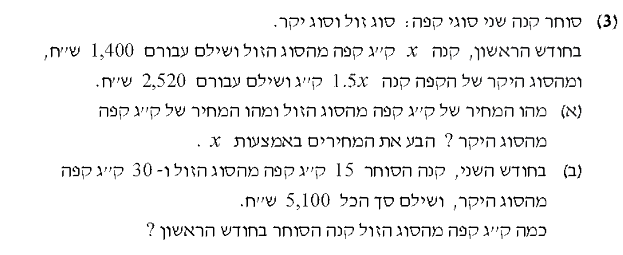 (3) סוחר קנה שני סוגי קפה: סוג זול וסוג יקר.
בחודש הראשון, קנה x ק״ג קפה מהסוג הזול ושילם עבורם 1,400 ש״ח,
ומהסוג היקר של הקפה קנה 1.5x ק״ג ושילם עבורם 2,520 ש״ח.
(א) מהו המחיר של ק״ג קפה מהסוג הזול ומהו המחיר של ק״ג קפה
מהסוג היקר ? הבע את המחירים באמצעות x .
(ב) בחודש השני, קנה הסוחר 15 ק״ג קפה מהסוג הזול ו- 30 ק״ג קפה
מהסוג היקר, ושילם סך הכל 5,100 ש״ח.
כמה ק״ג קפה מהסוג הזול קנה הסוחר בחודש הראשון ?